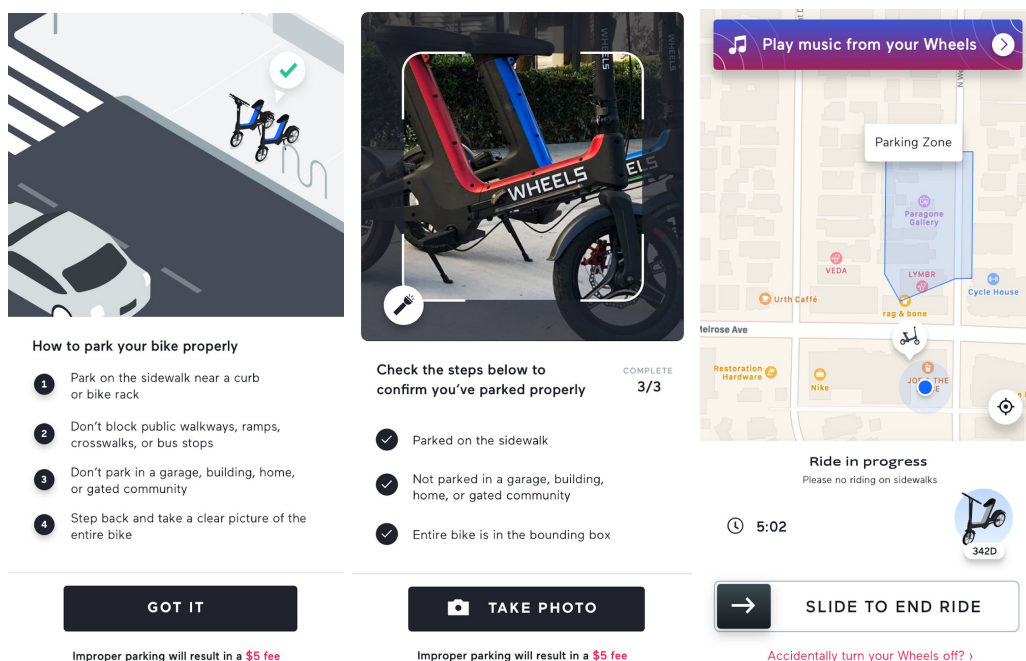 How to park your bike properly
1
Park on the sidewalk near a curb
or bike rack
2
Don't block public walkways, ramps,
crosswalks, or bus stops
3
Don't park in a garage, building, home,
or gated community
4
Step back and take a clear picture of the
entire bike
GOT IT
Improper parking will result in a $5 fee
WHEELS
WHEELS
WHEELS
ELS
Check the steps below to
confirm you've parked properly
COMPLETE
3/3
Parked on the sidewalk
Not parked in a garage, building,
home, or gated community
Entire bike is in the bounding box
TAKE PHOTO
Improper parking will result in a $5 fee
Play music from your Wheels
N We
Parking Zone
Paragone
Gallery
VEDA
LYMBR
Cycle House
Urth Caffé
rag & bone
Melrose Ave
Restoration
Hardware
Nike
THE
Ride in progress
Please no riding on sidewalks
5:02
342D
SLIDE TO END RIDE
Accidentally turn your Wheels off? ›